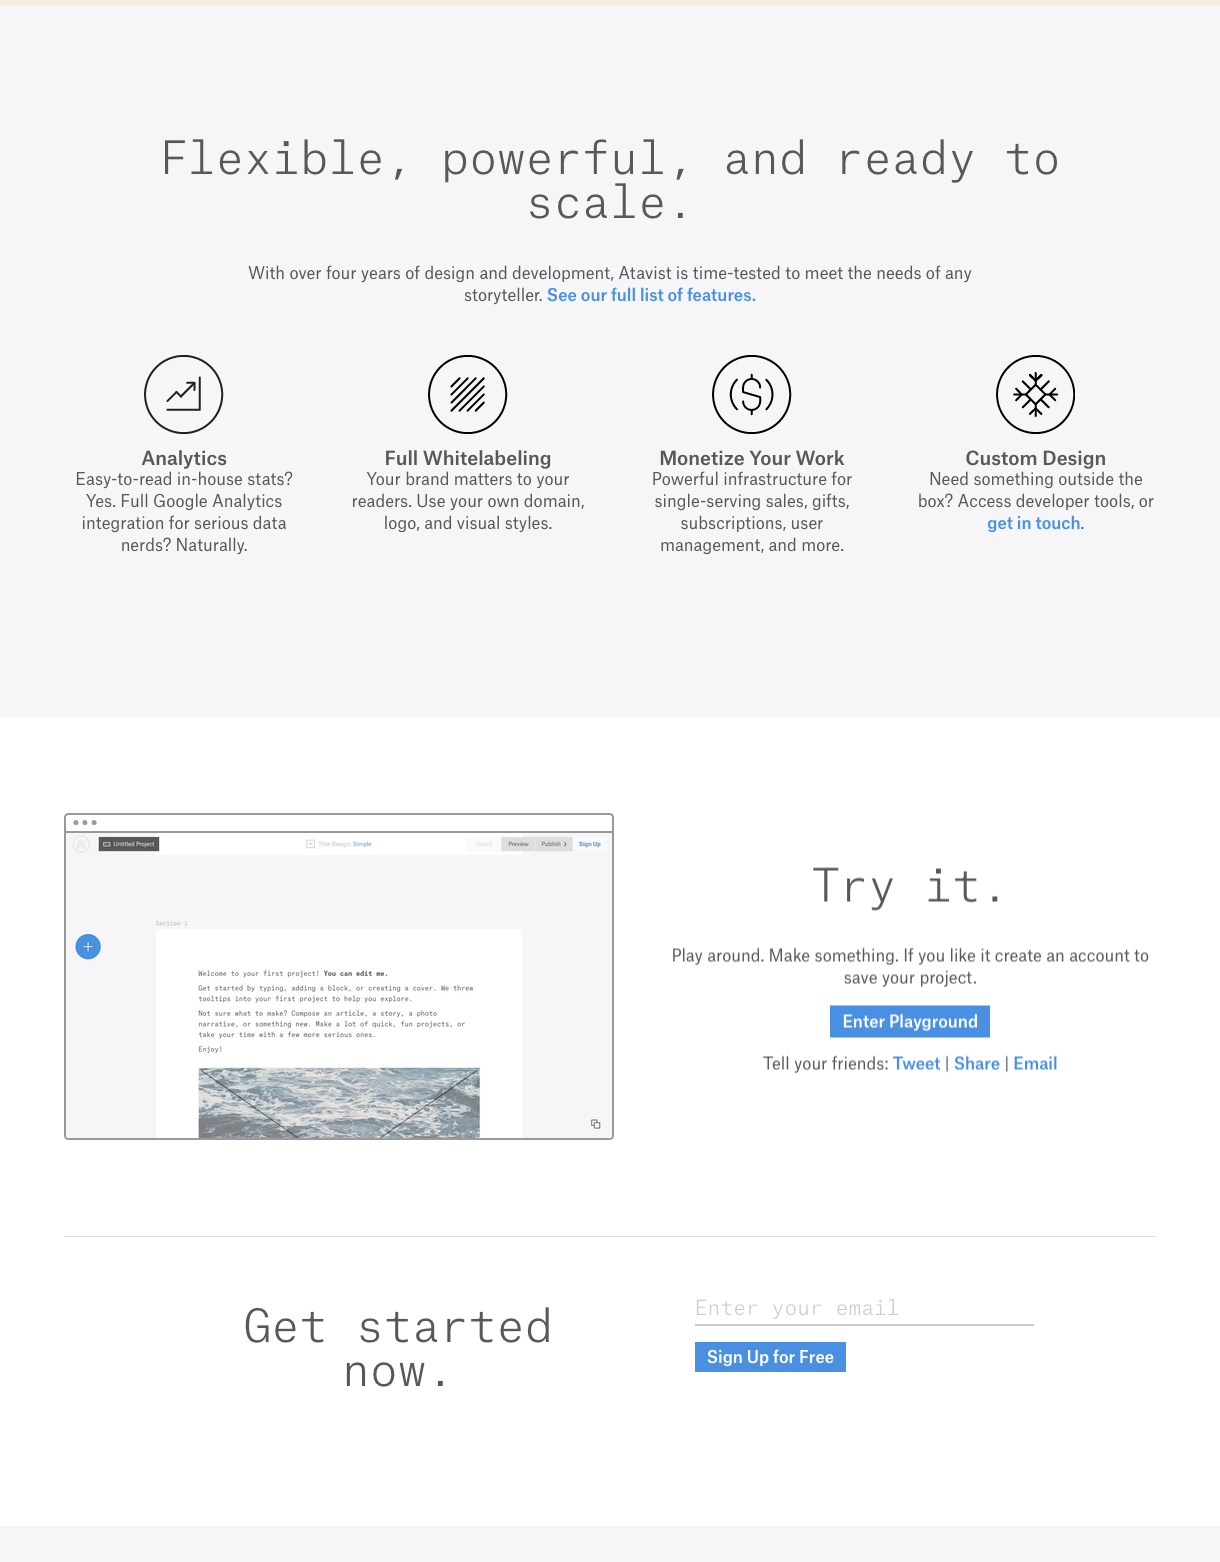 Flexible, powerful, and ready to
scale.
With over four years of design and development, Atavist is time-tested to meet the needs of any
storyteller. See our full list of features.
Analytics
Easy-to-read in-house stats?
Yes. Full Google Analytics
integration for serious data
nerds? Naturally.
Full Whitelabeling
Your brand matters to your
readers. Use your own domain,
logo, and visual styles.
Monetize Your Work
Powerful infrastructure for
single-serving sales, gifts,
subscriptions, user
management, and more.
Custom Design
Need something outside the
box? Access developer tools, or
get in touch.
Untitled Project
Title Design: Simple
Saved
Preview
Publish
Sign Up
Section 1
Welcome to your first project! You can edit me.
Get started by typing, adding a block, or creating a cover. We threw
tooltips into your first project to help you explore.
Not sure what to make? Compose an article, a story, a photo
narrative, or something new. Make a lot of quick, fun projects, or
take your time with a few more serious ones.
Enjoy!
Try it.
Play around. Make something. If you like it create an account to
save your project.
Enter Playground
Tell your friends: Tweet | Share | Email
Get started
now.
Enter your email
Sign Up for Free